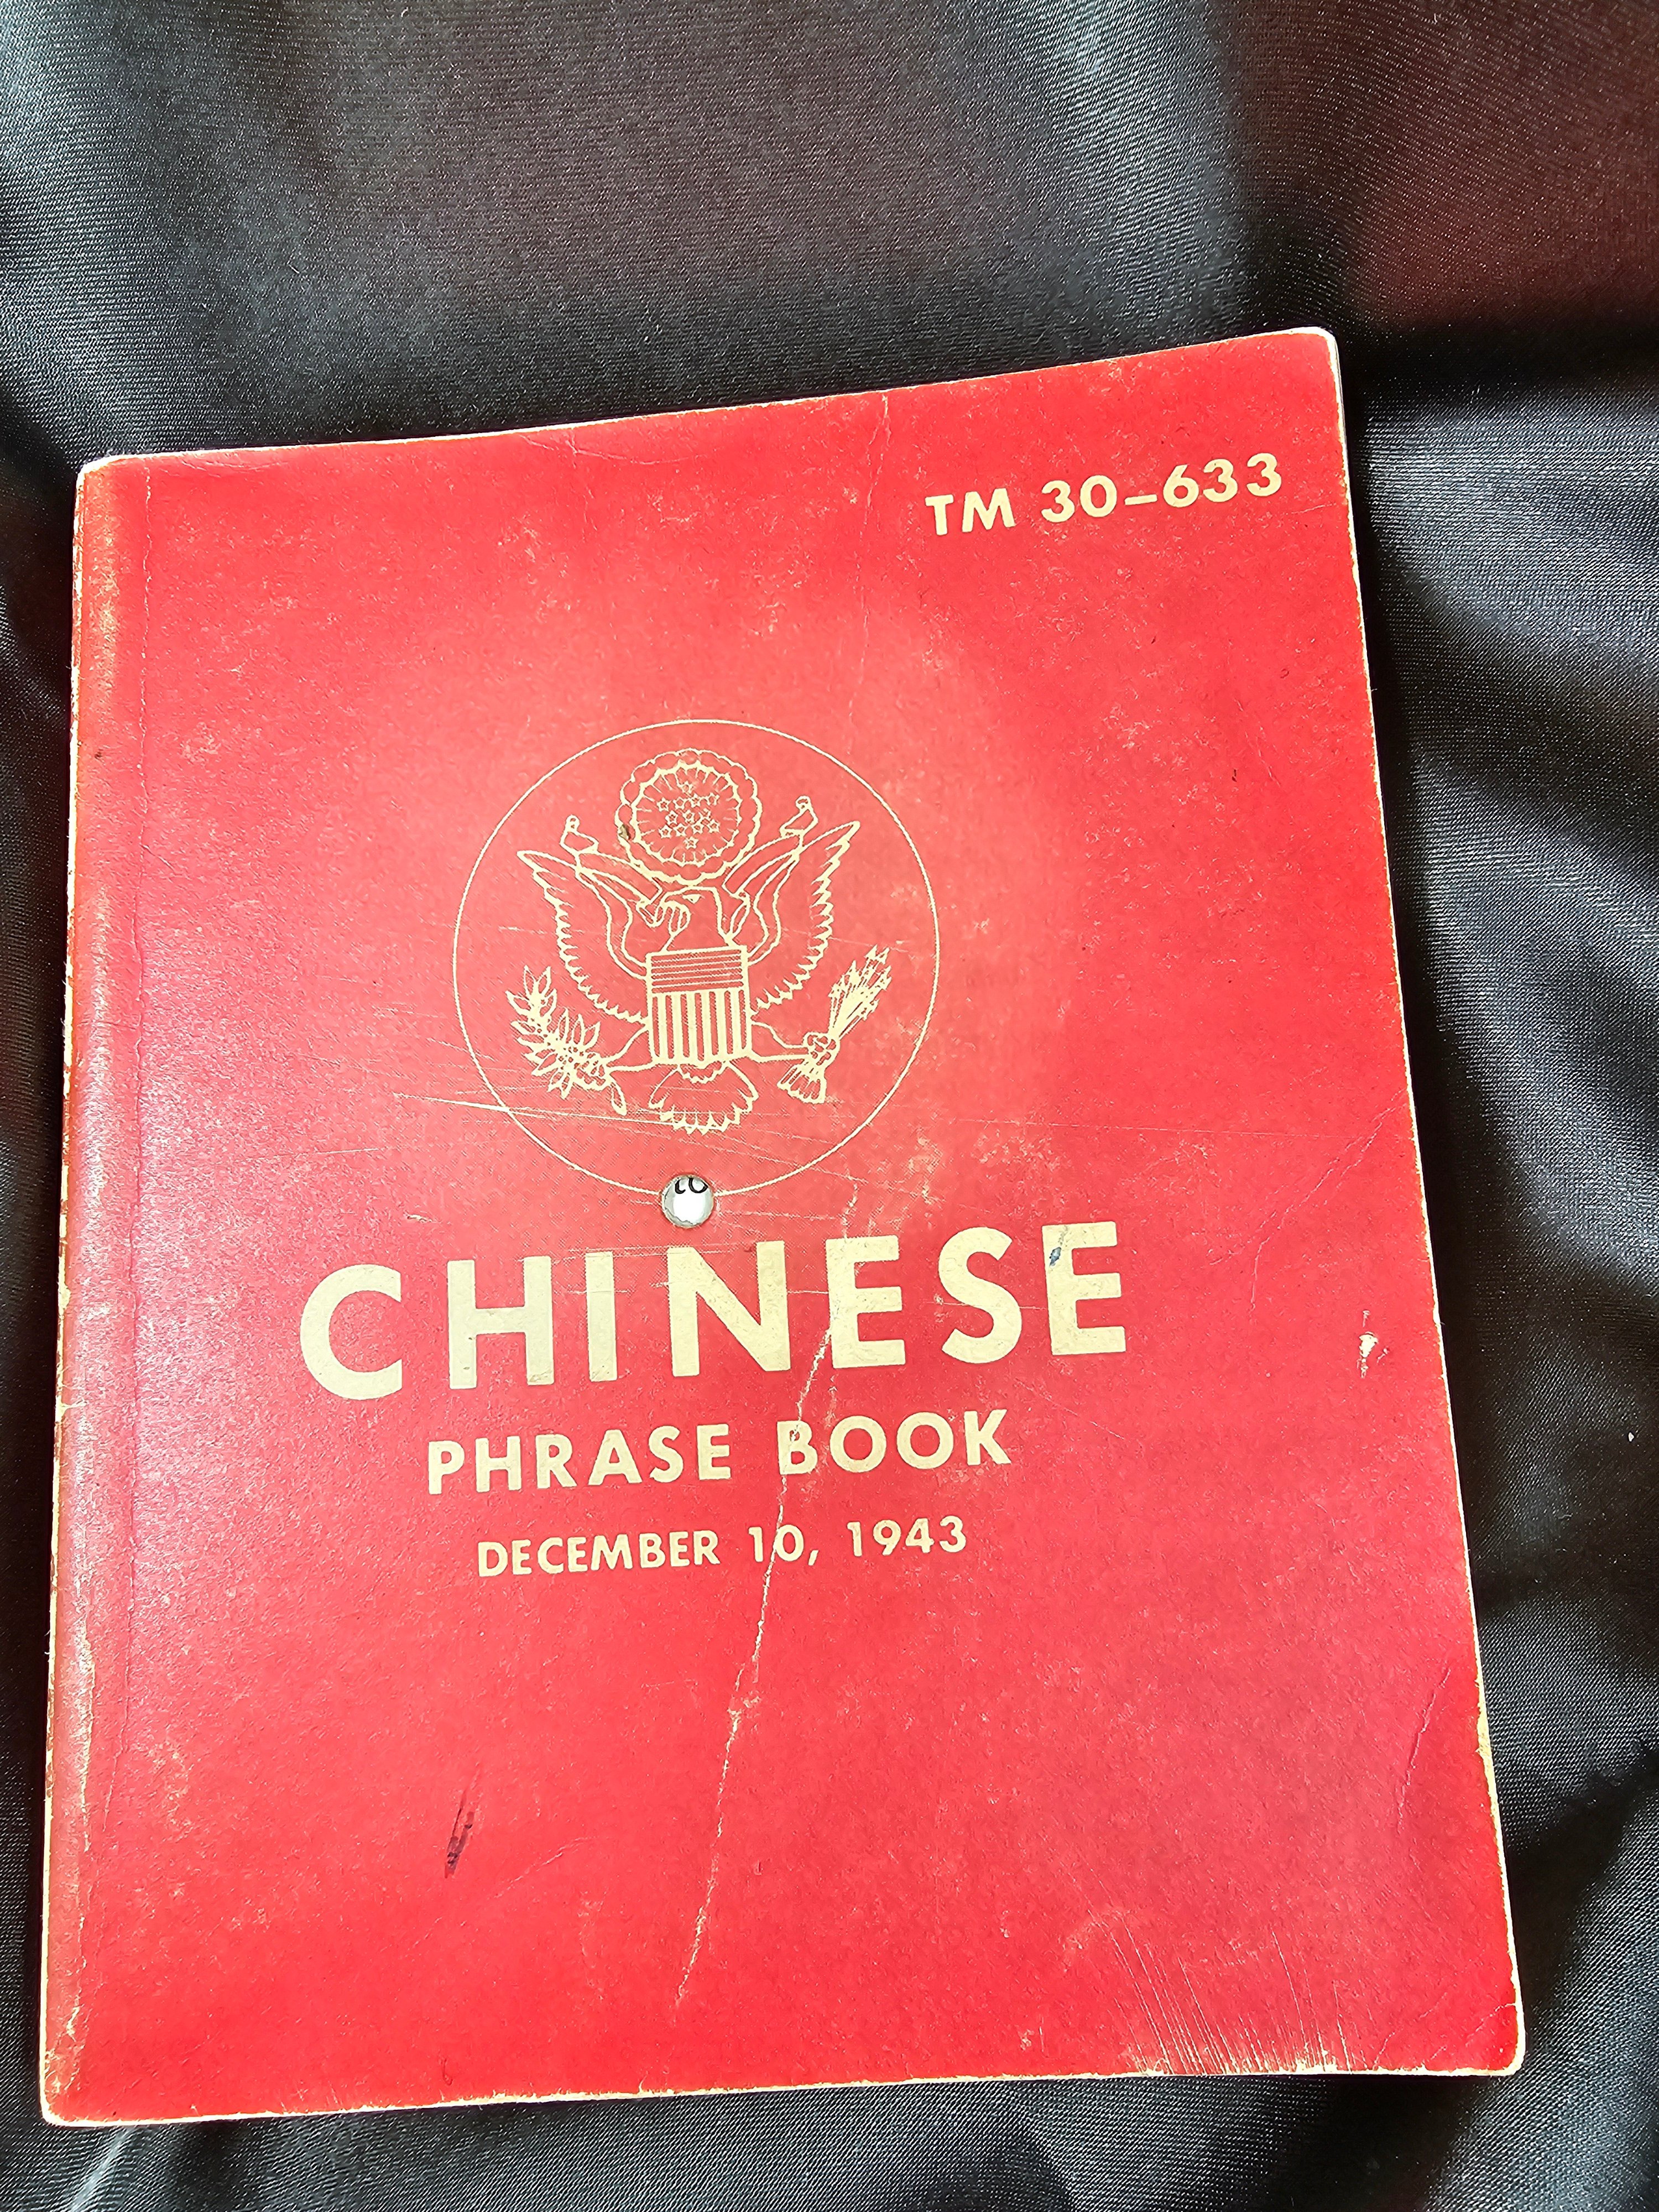 TM 30-633
CHINESE
PHRASE BOOK
DECEMBER 10, 1943